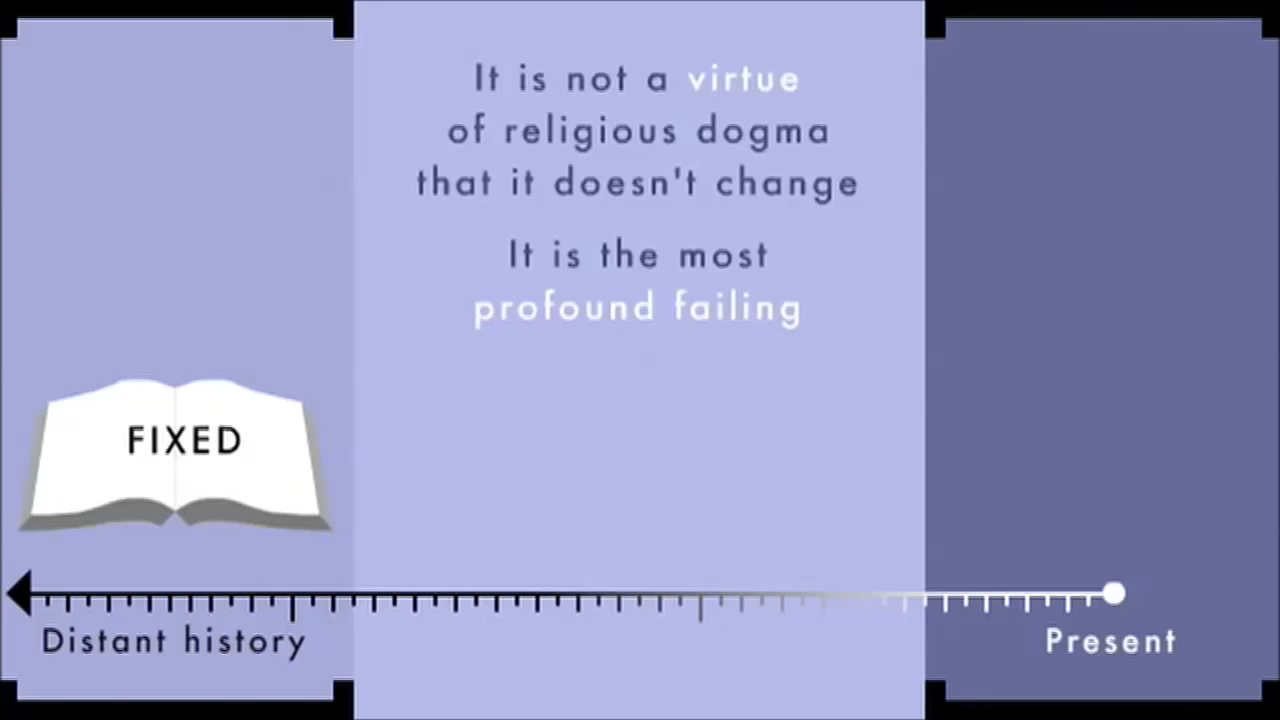 It is not a virtue
of religious dogma
that it doesn't change
It is the most
profound failing
FIXED
Distant history
Present